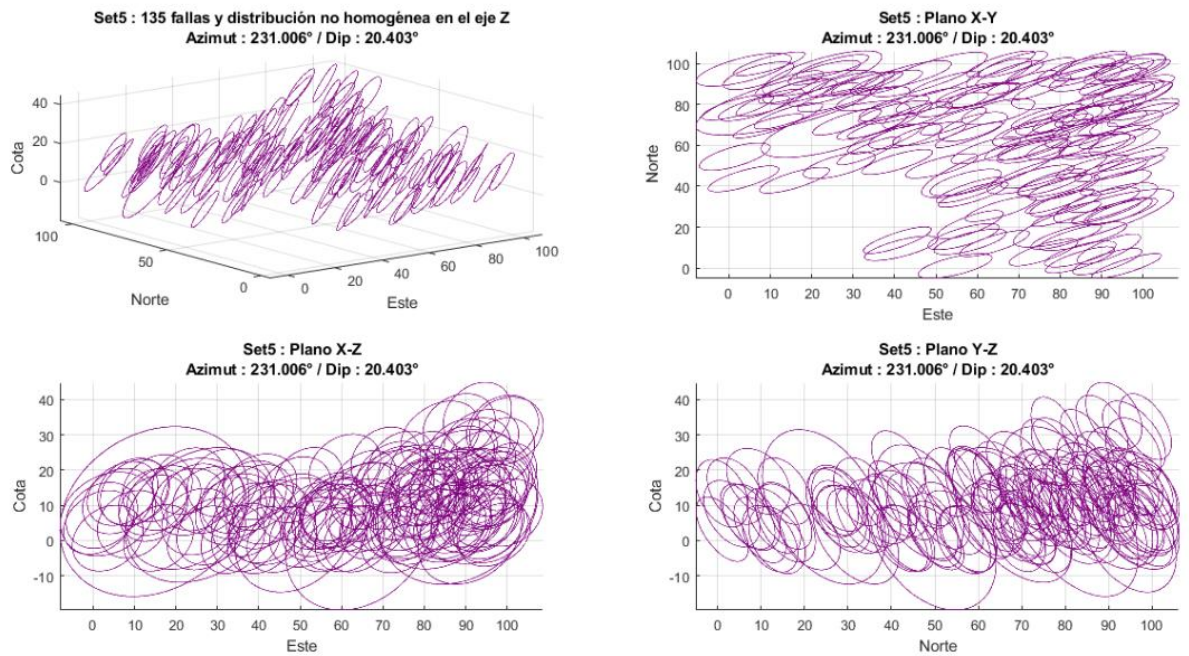 Set5 : 135 fallas y distribución no homogénea en el eje Z
Azimut : 231.006° / Dip : 20.403°
40
20
0
Cota
100
50
0
Norte
0
20
40
60
80
100
Este
Set5 : Plano X-Y
Azimut : 231.006° / Dip : 20.403°
100
80
60
40
20
0
Norte
0 10 20 30 40 50 60 70 80 90 100
Este
Set5 : Plano X-Z
Azimut : 231.006° / Dip : 20.403°
40
30
20
10
0
-10
Cota
0 10 20 30 40 50 60 70 80 90 100
Este
Set5 : Plano Y-Z
Azimut : 231.006° / Dip : 20.403°
40
30
20
10
0
-10
Cota
0 10 20 30 40 50 60 70 80 90 100
Norte